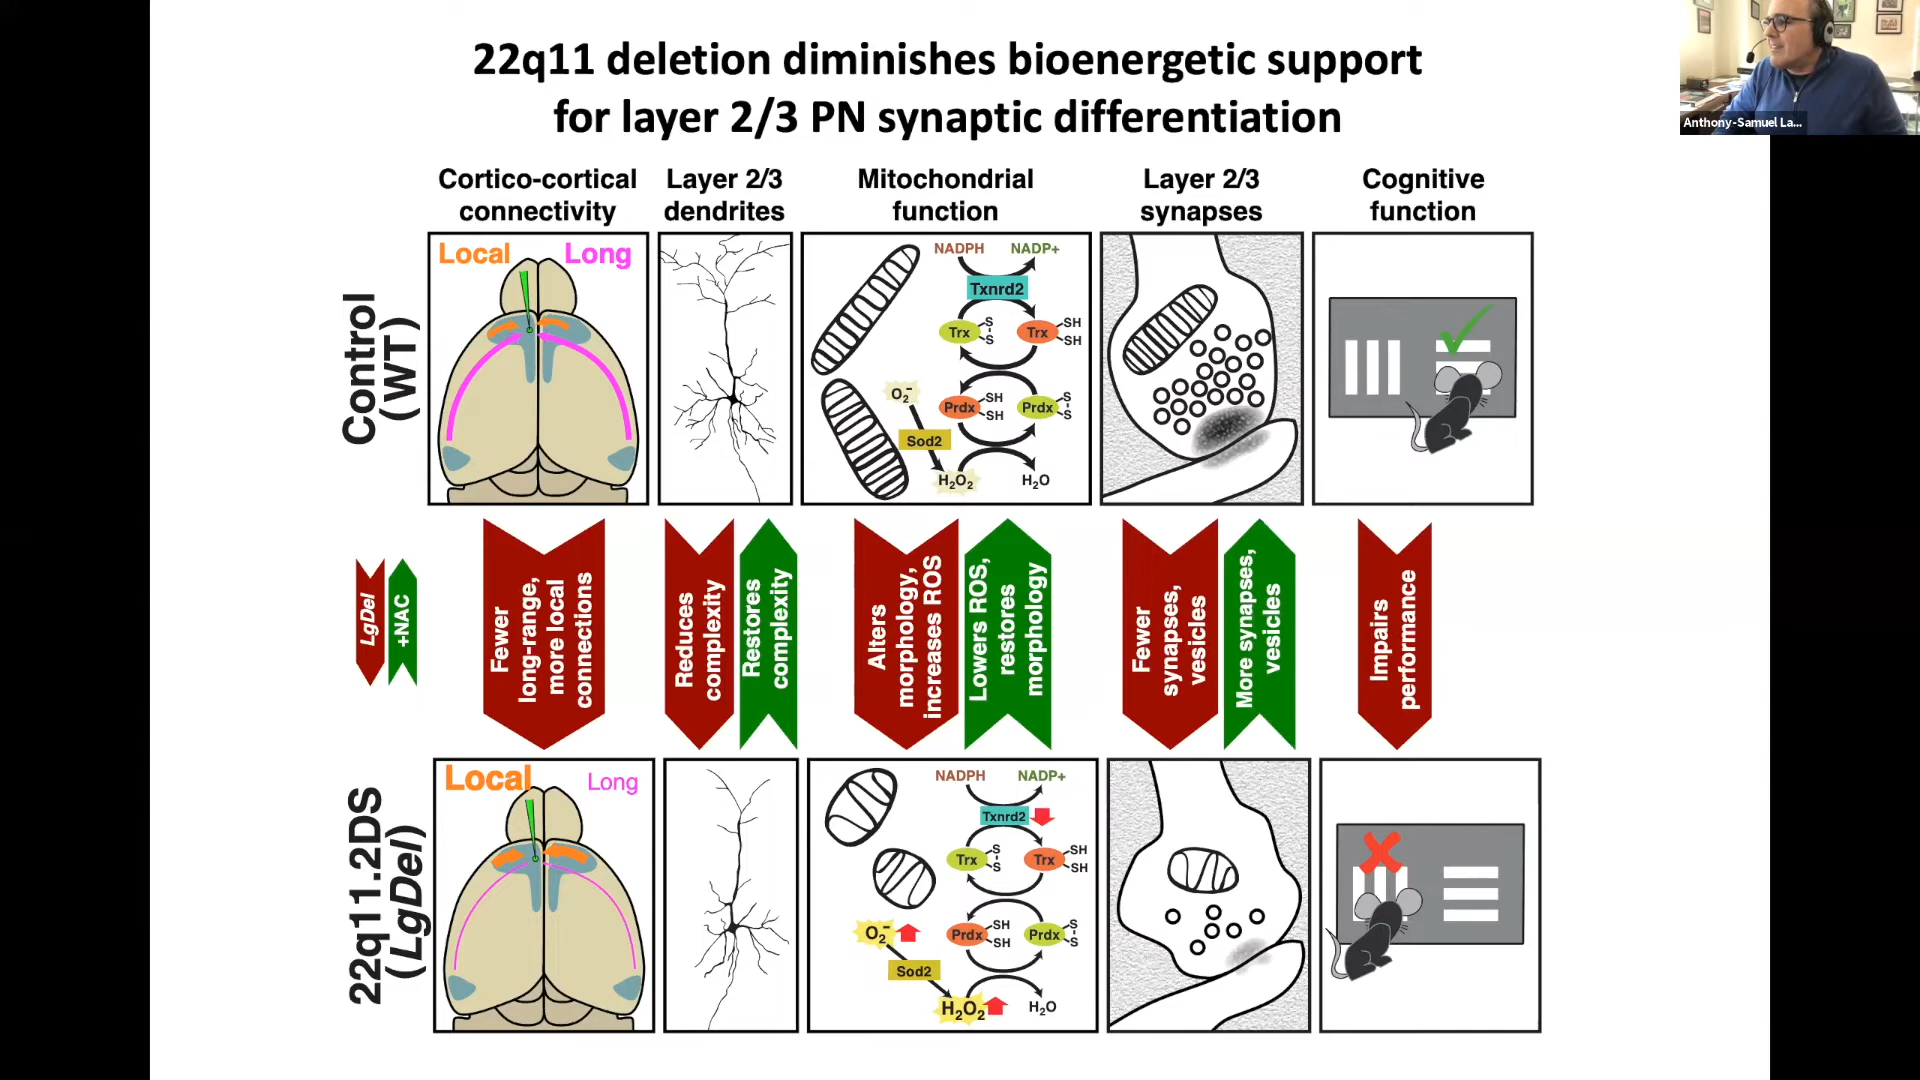 22q11 deletion diminishes bioenergetic support
for layer 2/3 PN synaptic differentiation
Anthony-Samuel La...
Cortico-cortical
connectivity
Layer 2/3
dendrites
Mitochondrial
function
Layer 2/3
synapses
Cognitive
function
Control
(WT)
Local
Long
NADPH
NADP+
Txnrd2
Trx
S
S
Trx
SH
SH
O2−
Prdx
SH
SH
Prdx
S
S
Sod2
H2O2
H2O
LgDel
+NAC
Fewer
long-range,
more local
connections
Reduces
complexity
Restores
complexity
Alters
morphology,
increases ROS
Lowers ROS,
restores
morphology
Fewer
synapses,
vesicles
More synapses,
vesicles
Impairs
performance
22q11.2DS
(LgDel)
Local
Long
NADPH
NADP+
Txnrd2
Trx
S
S
Trx
SH
SH
O2−
Prdx
SH
SH
Prdx
S
S
Sod2
H2O2
H2O